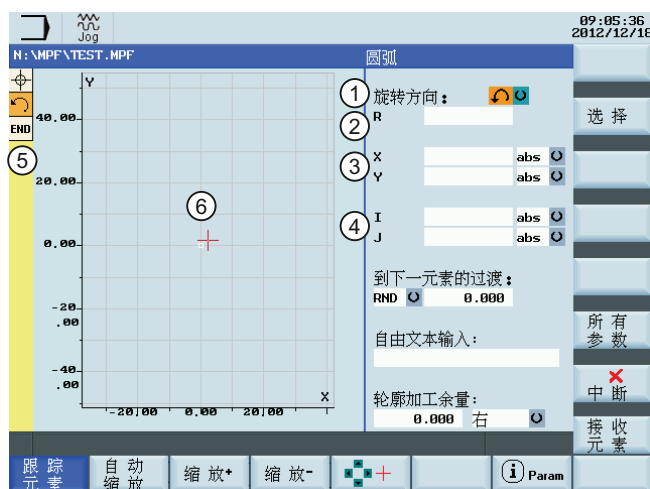 Jog
09:05:36
2012/12/18
N:\MPF\TEST.MPF
圆弧
END
Y
40.00
20.00
0.00
-20
.00
-40
.00
-20.00 0.00 20.00
X
① 旋转方向：
② R
③ X abs
Y abs
④ I abs
J abs
⑤
⑥
到下一元素的过渡：
RND 0.000
自由文本输入：
轮廓加工余量：
0.000 右
选择
所有
参数
中断
接收
元素
跟踪
元素
自动
缩放
缩放+
缩放-
i Param